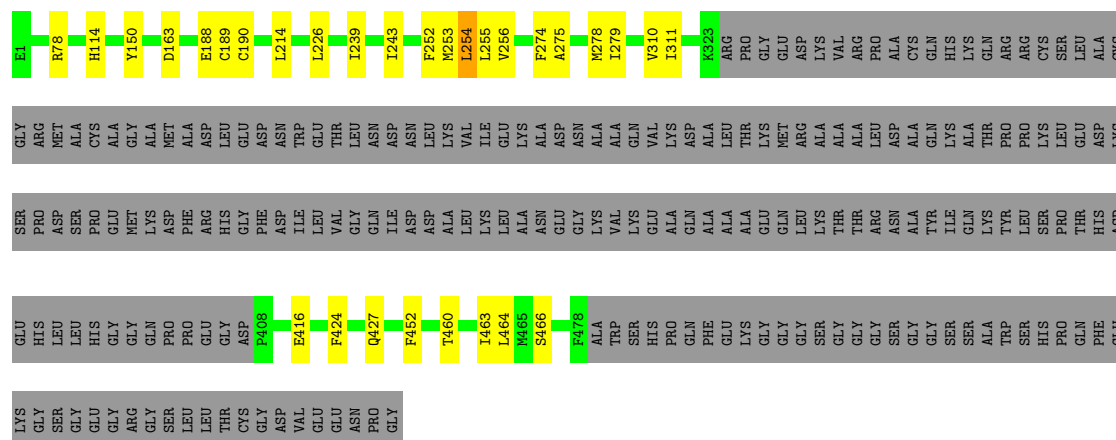 E1 R78 H114 Y150 D163 E188 C189 C190 L214 L226 I239 I243 F252 M253 L254 L255 V256 F274 A275 M278 I279 V310 I311 K323 ARG PRO GLY GLU ASP LYS VAL ARG PRO ALA CYS GLN HIS LYS GLN ARG ARG CYS SER LEU ALA
GLY ARG MET ALA CYS ALA GLY ALA MET ALA ASP LEU GLU ASP ASN TRP GLU THR LEU ASN ASP ASN LEU LYS VAL ILE GLU LYS ALA ASP ASN ALA ALA GLN VAL LYS ASP ALA LEU THR LYS MET ARG ALA ALA ALA LEU ASP ALA GLN LYS ALA THR PRO PRO LYS LEU GLU ASP
SER PRO ASP SER PRO GLU MET LYS ASP PHE ARG HIS GLY PHE ASP ILE LEU VAL GLY GLN ILE ASP ASP ALA LEU LYS LEU ALA ASN GLU GLY LYS VAL LYS GLU ALA GLN ALA ALA ALA GLU GLN LEU LYS THR THR ARG ASN ALA TYR ILE GLN LYS TYR LEU SER PRO THR HIS
GLU HIS LEU LEU HIS GLY GLY GLN PRO PRO GLU GLY ASP P408 E416 F424 Q427 F452 T460 I463 L464 M465 S466 F478 ALA TRP SER HIS PRO GLN PHE GLU LYS GLY GLY GLY SER GLY GLY GLY SER GLY GLY SER SER ALA TRP SER HIS PRO GLN PHE
LYS GLY SER GLY GLU GLY ARG GLY SER LEU LEU THR CYS GLY ASP VAL GLU GLU ASN PRO GLY